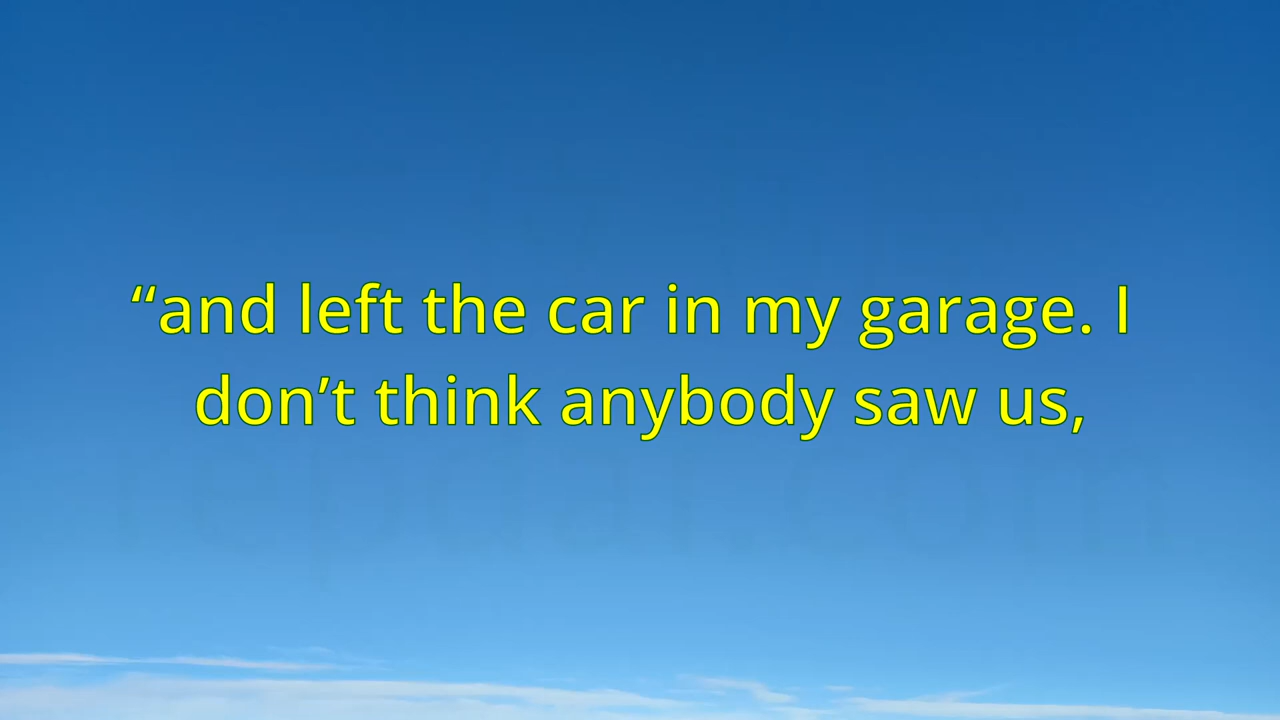 “and left the car in my garage. I
don’t think anybody saw us,